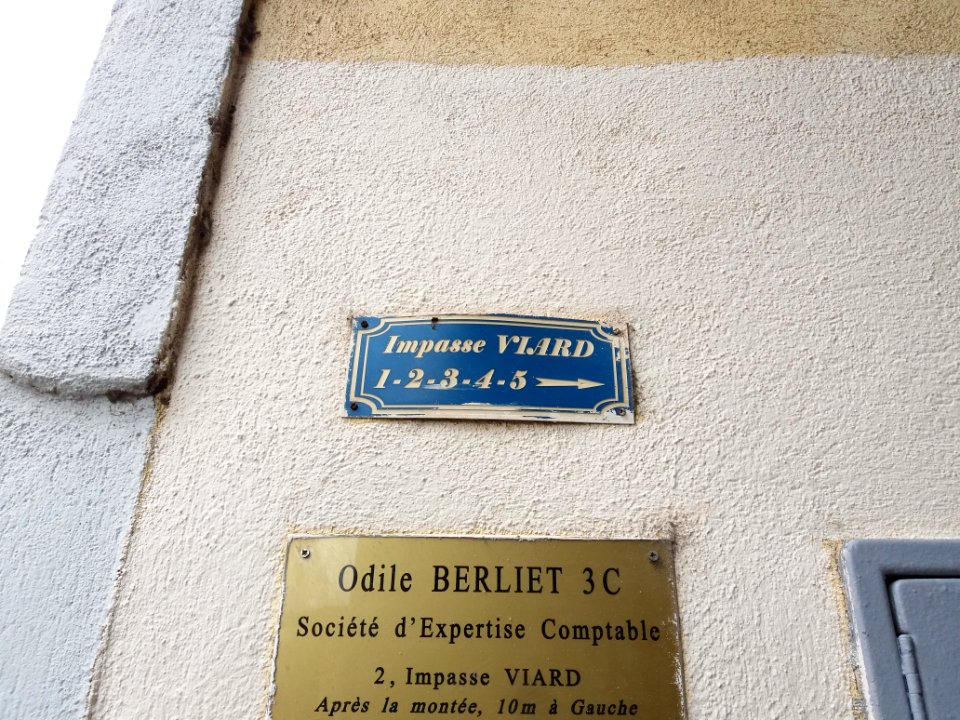 Impasse VIARD
1-2-3-4-5
Odile BERLIET 3C
Société d'Expertise Comptable
2, Impasse VIARD
Après la montée, 10m à Gauche